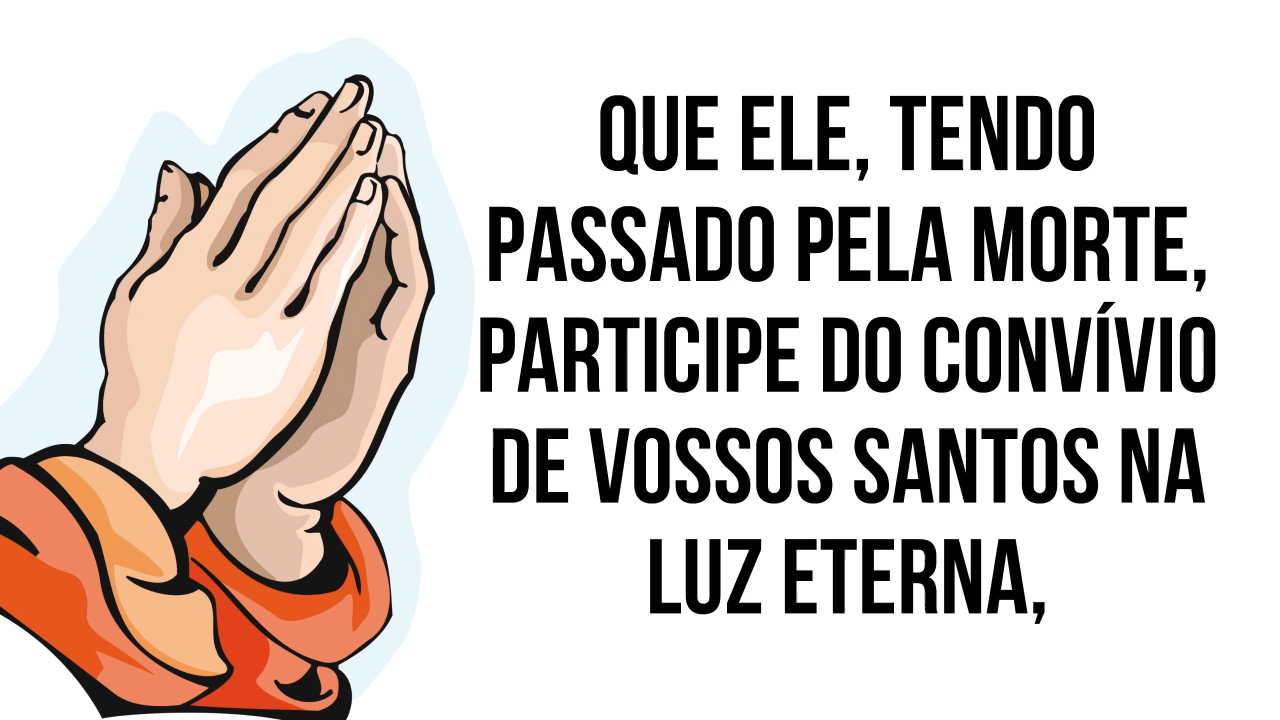 QUE ELE, TENDO
PASSADO PELA MORTE,
PARTICIPE DO CONVÍVIO
DE VOSSOS SANTOS NA
LUZ ETERNA,